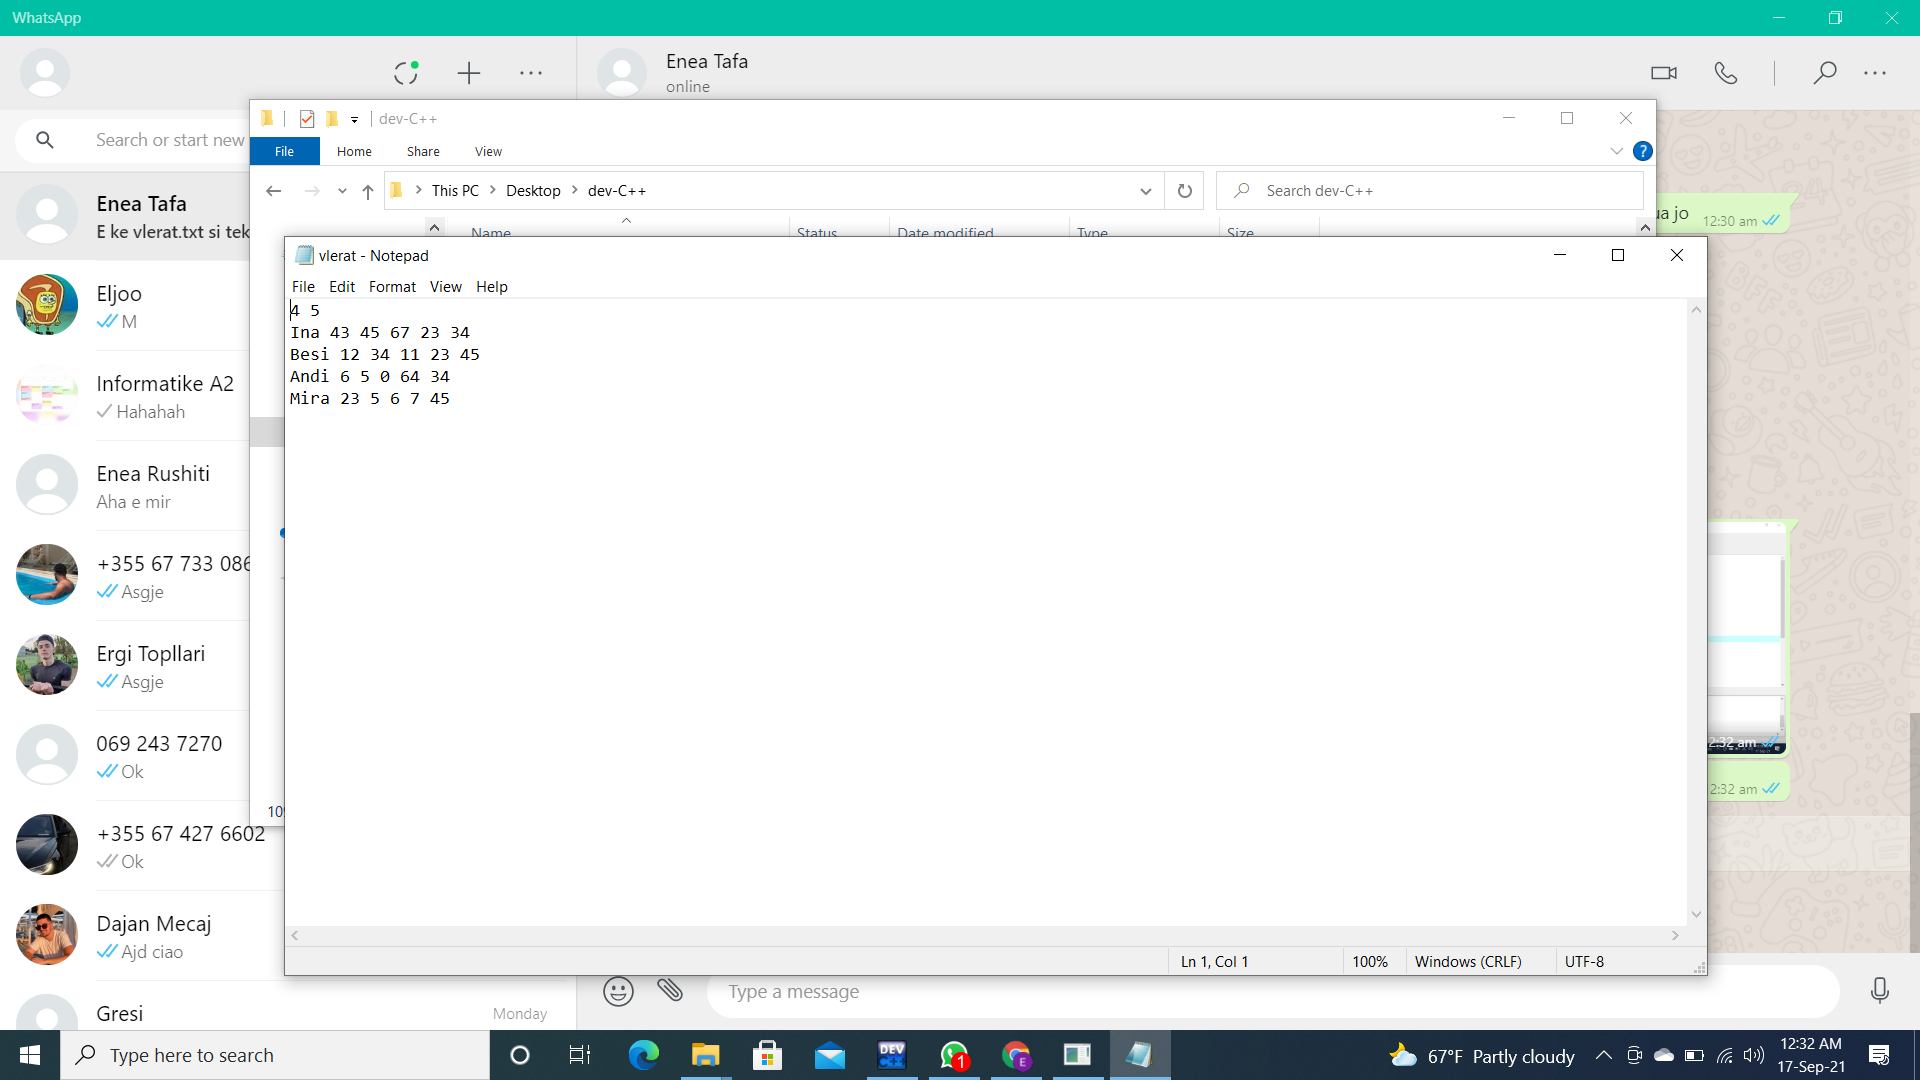 WhatsApp
Enea Tafa
online
dev-C++
File Home Share View
This PC Desktop dev-C++
Search dev-C++
Name Status Date modified Type Size
Search or start new
Enea Tafa
E ke vlerat.txt si tek
Eljoo
M
Informatike A2
Hahahah
Enea Rushiti
Aha e mir
+355 67 733 086
Asgje
Ergi Topllari
Asgje
069 243 7270
Ok
+355 67 427 6602
Ok
Dajan Mecaj
Ajd ciao
Gresi
Monday
vlerat - Notepad
File Edit Format View Help
4 5
Ina 43 45 67 23 34
Besi 12 34 11 23 45
Andi 6 5 0 64 34
Mira 23 5 6 7 45
Ln 1, Col 1 100% Windows (CRLF) UTF-8
jo 12:30 am
2:32 am
2:32 am
Type a message
Type here to search
DEV C++
1
E
67°F Partly cloudy
12:32 AM
17-Sep-21